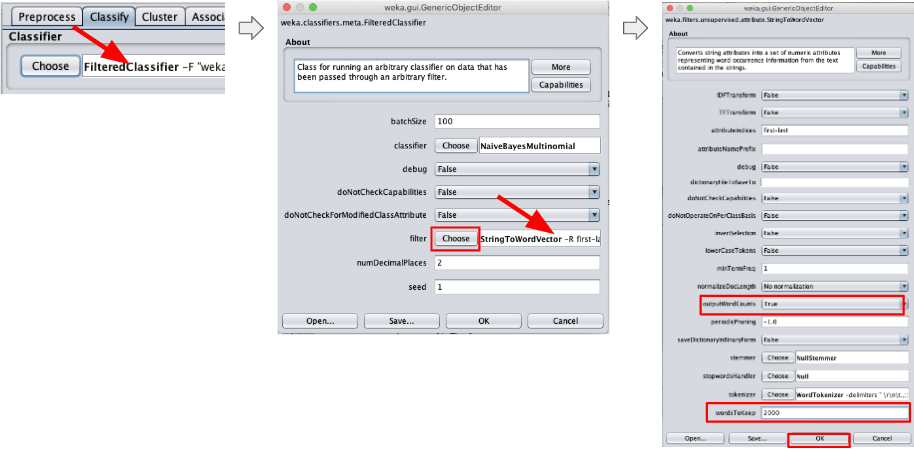 Preprocess Classify Cluster Associ
Classifier
Choose FilteredClassifier -F "weka
weka.gui.GenericObjectEditor
weka.classifiers.meta.FilteredClassifier
About
Class for running an arbitrary classifier on data that has
been passed through an arbitrary filter.
More
Capabilities
batchSize 100
classifier Choose NaiveBayesMultinomial
debug False
doNotCheckCapabilities False
doNotCheckForModifiedClassAttribute False
filter Choose StringToWordVector -R first-la
numDecimalPlaces 2
seed 1
Open... Save... OK Cancel
weka.gui.GenericObjectEditor
weka.filters.unsupervised.attribute.StringToWordVector
About
Converts string attributes into a set of numeric attributes
representing word occurrence information from the text
contained in the strings.
More
Capabilities
IDFTransform False
TFTransform False
attributeIndices first-last
attributeNamePrefix
debug False
dictionaryFileToSaveTo
doNotCheckCapabilities False
doNotOperateOnPerClassBasis False
invertSelection False
lowerCaseTokens False
minTermFreq 1
normalizeDocLength No normalization
outputWordCounts True
periodicPruning -1.0
saveDictionaryInBinaryForm False
stemmer Choose NullStemmer
stopwordsHandler Choose Null
tokenizer Choose WordTokenizer -delimiters " \r\n\t.,;:
wordsToKeep 2000
Open... Save... OK Cancel